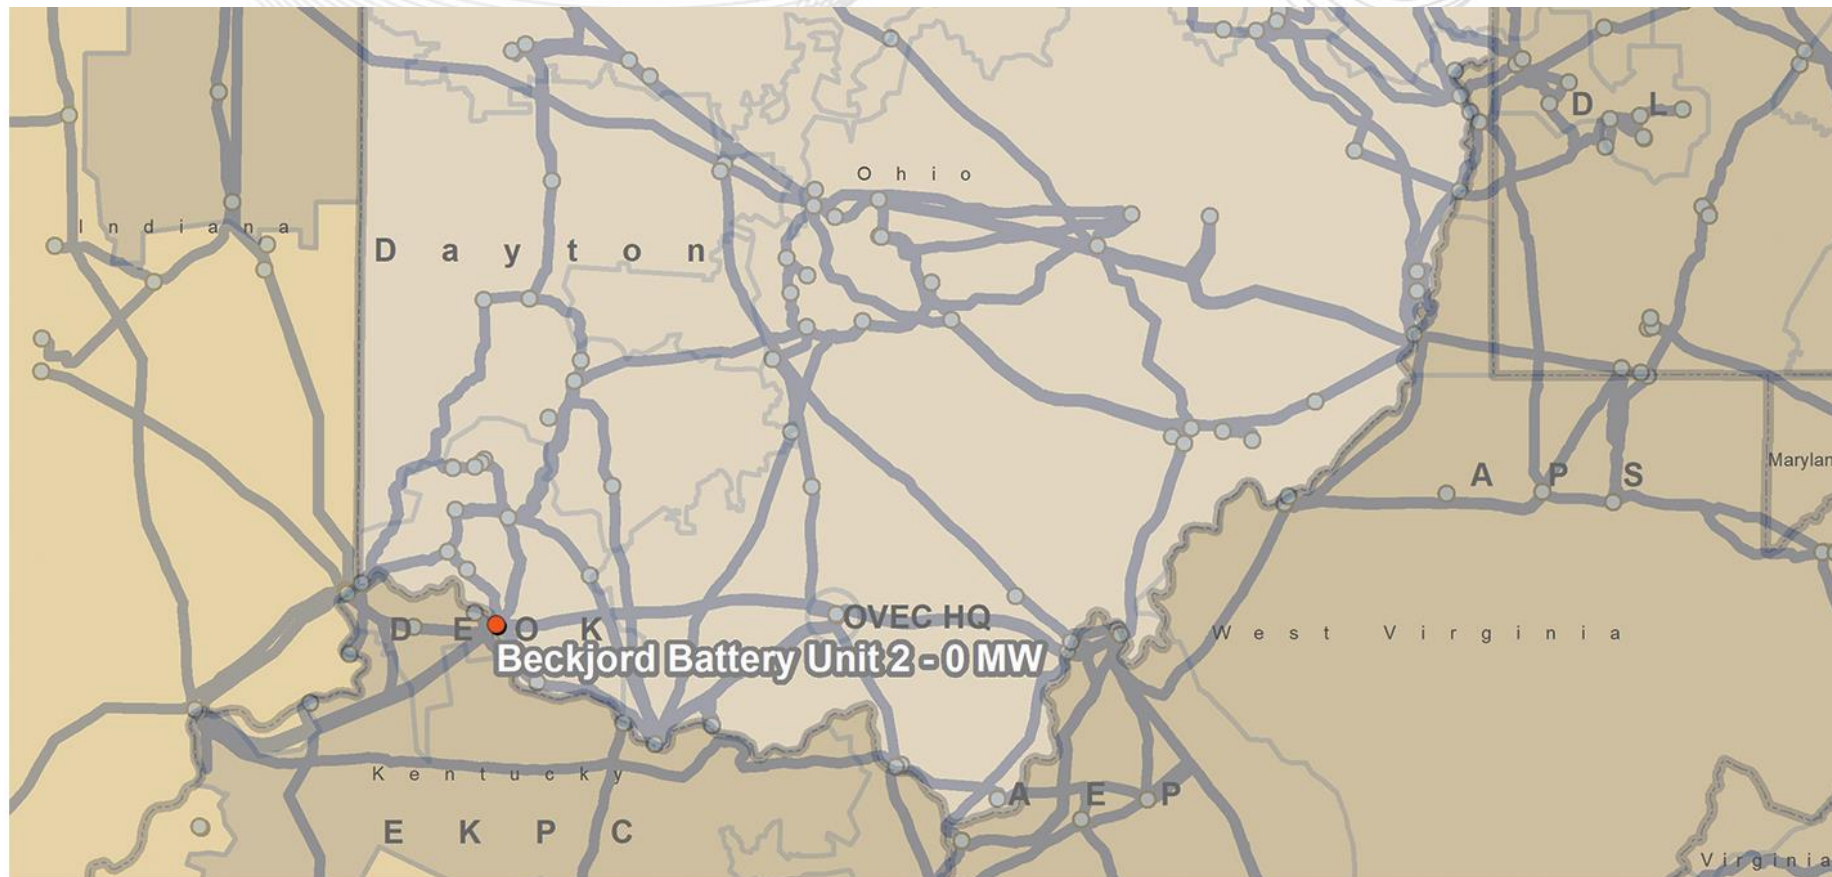 D L
Ohio
Indiana
Dayton
Marylan
A P S
OVEC HQ
D E O K
West Virginia
Beckjord Battery Unit 2 - 0 MW
Kentucky
A E P
E K P C
Virginia